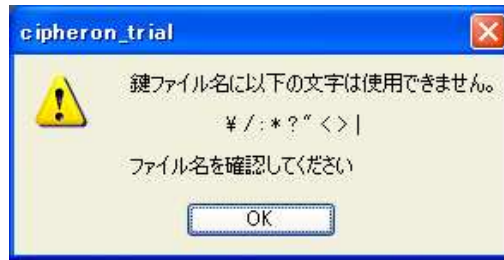 cipheron_trial
鍵ファイル名に以下の文字は使用できません。
¥ / : * ? " < > |
ファイル名を確認してください
OK